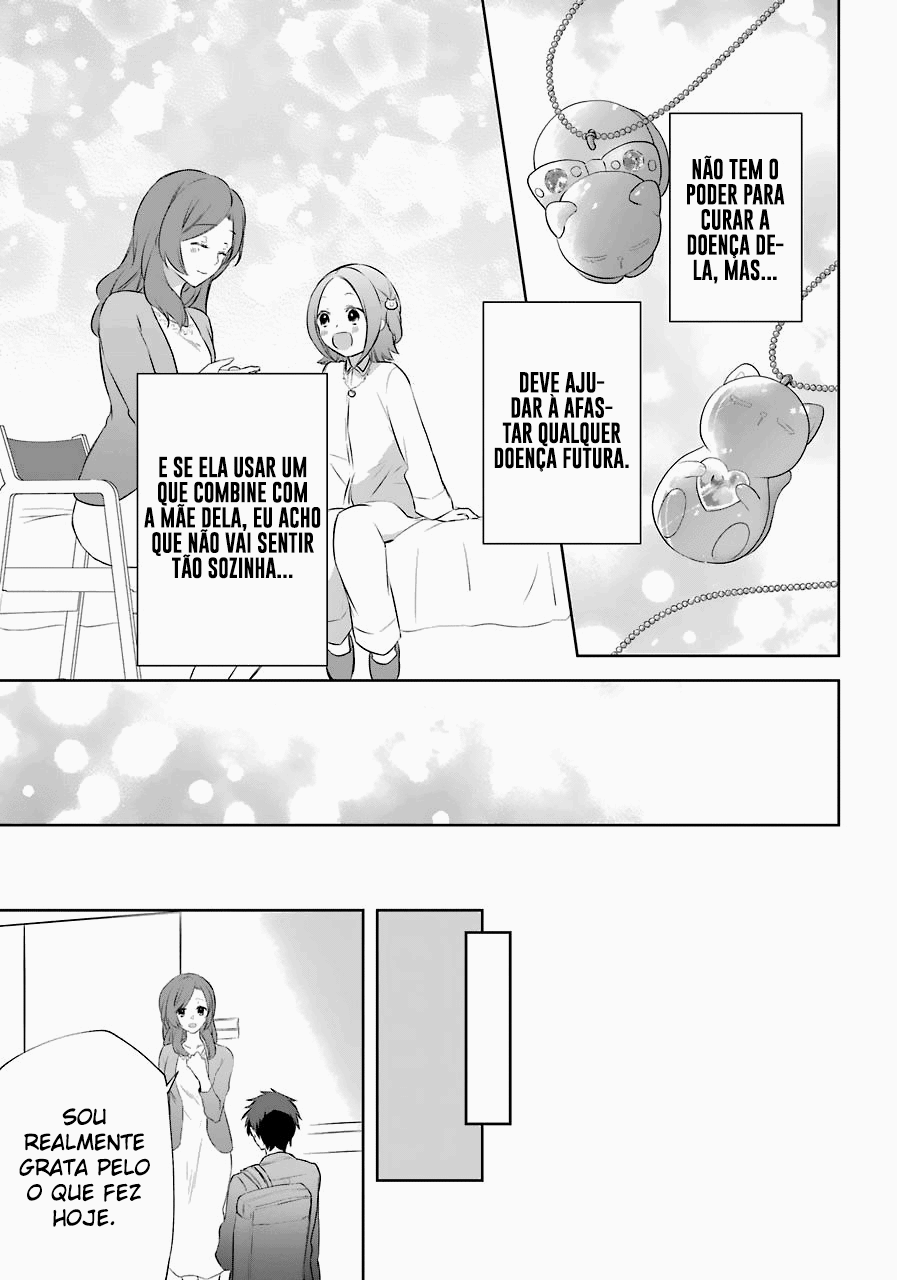 NÃO TEM O
PODER PARA
CURAR A
DOENÇA DE-
LA, MAS...
DEVE AJU-
DAR À AFAS-
TAR QUALQUER
DOENÇA FUTURA.
E SE ELA USAR UM
QUE COMBINE COM
A MÃE DELA, EU ACHO
QUE NÃO VAI SENTIR
TÃO SOZINHA...
SOU
REALMENTE
GRATA PELO
O QUE FEZ
HOJE.